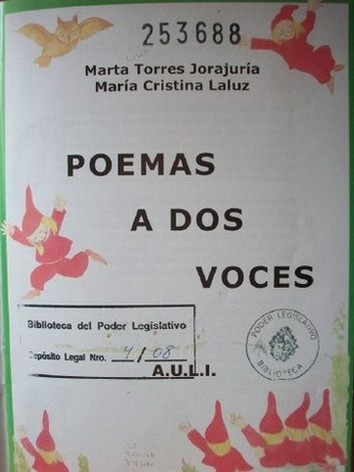 253688
Marta Torres Jorajuría
María Cristina Laluz
POEMAS
A DOS
VOCES
Biblioteca del Poder Legislativo
Depósito Legal Nro. 4/08
PODER LEGISLATIVO
BIBLIOTECA
A.U.L.I.